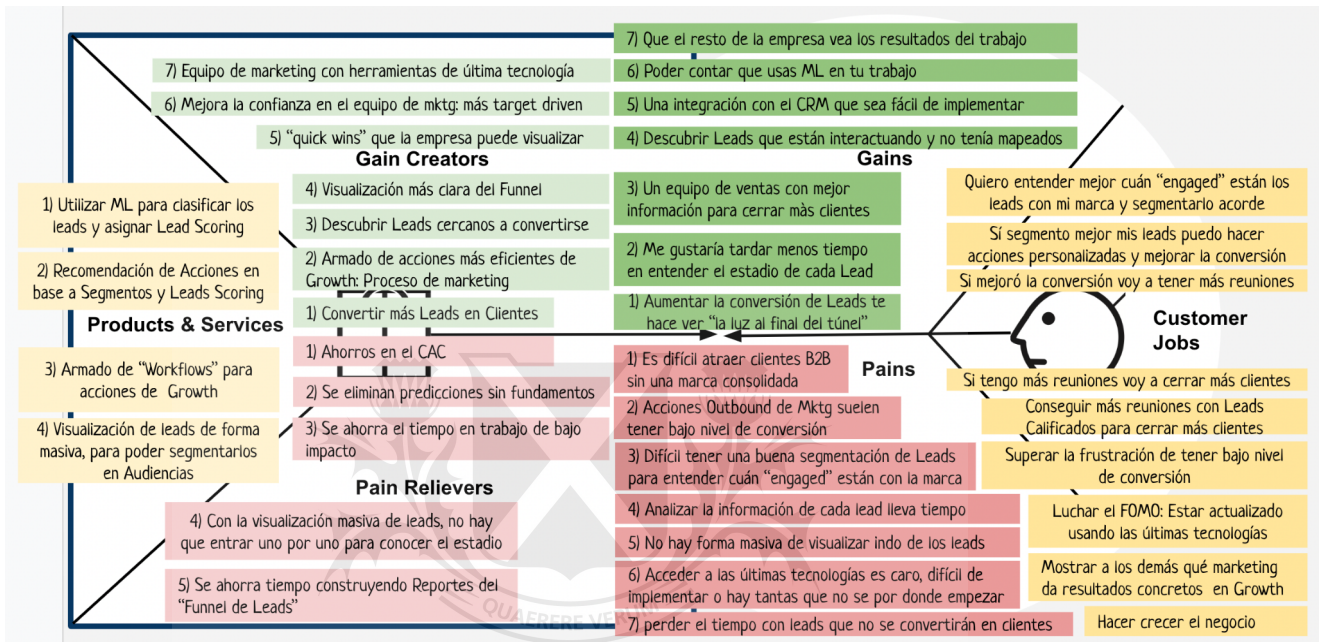 7) Que el resto de la empresa vea los resultados del trabajo
7) Equipo de marketing con herramientas de última tecnología
6) Poder contar que usas ML en tu trabajo
6) Mejora la confianza en el equipo de mktg: más target driven
5) Una integración con el CRM que sea fácil de implementar
5) “quick wins” que la empresa puede visualizar
4) Descubrir Leads que están interactuando y no tenía mapeados
Gain Creators
Gains
4) Visualización más clara del Funnel
3) Descubrir Leads cercanos a convertirse
2) Armado de acciones más eficientes de
Growth: Proceso de marketing
1) Convertir más Leads en Clientes
3) Un equipo de ventas con mejor
información para cerrar màs clientes
2) Me gustaría tardar menos tiempo
en entender el estadio de cada Lead
1) Aumentar la conversión de Leads te
hace ver “la luz al final del túnel”
1) Utilizar ML para clasificar los
leads y asignar Lead Scoring
2) Recomendación de Acciones en
base a Segmentos y Leads Scoring
Products & Services
3) Armado de “Workflows” para
acciones de Growth
4) Visualización de leads de forma
masiva, para poder segmentarlos
en Audiencias
1) Ahorros en el CAC
2) Se eliminan predicciones sin fundamentos
3) Se ahorra el tiempo en trabajo de bajo
impacto
Pain Relievers
4) Con la visualización masiva de leads, no hay
que entrar uno por uno para conocer el estadio
5) Se ahorra tiempo construyendo Reportes del
“Funnel de Leads”
Pains
1) Es difícil atraer clientes B2B
sin una marca consolidada
2) Acciones Outbound de Mktg suelen
tener bajo nivel de conversión
3) Difícil tener una buena segmentación de Leads
para entender cuán “engaged” están con la marca
4) Analizar la información de cada lead lleva tiempo
5) No hay forma masiva de visualizar indo de los leads
6) Acceder a las últimas tecnologías es caro, difícil de
implementar o hay tantas que no se por donde empezar
7) perder el tiempo con leads que no se convertirán en clientes
Quiero entender mejor cuán “engaged” están los
leads con mi marca y segmentarlo acorde
Sí segmento mejor mis leads puedo hacer
acciones personalizadas y mejorar la conversión
Si mejoró la conversión voy a tener más reuniones
Customer
Jobs
Si tengo más reuniones voy a cerrar más clientes
Conseguir más reuniones con Leads
Calificados para cerrar más clientes
Superar la frustración de tener bajo nivel
de conversión
Luchar el FOMO: Estar actualizado
usando las últimas tecnologías
Mostrar a los demás qué marketing
da resultados concretos en Growth
Hacer crecer el negocio
QUAERERE VERUM